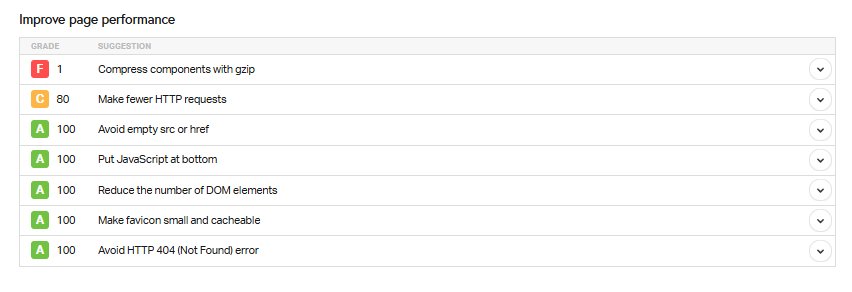 Improve page performance
GRADE SUGGESTION
F 1 Compress components with gzip
C 80 Make fewer HTTP requests
A 100 Avoid empty src or href
A 100 Put JavaScript at bottom
A 100 Reduce the number of DOM elements
A 100 Make favicon small and cacheable
A 100 Avoid HTTP 404 (Not Found) error